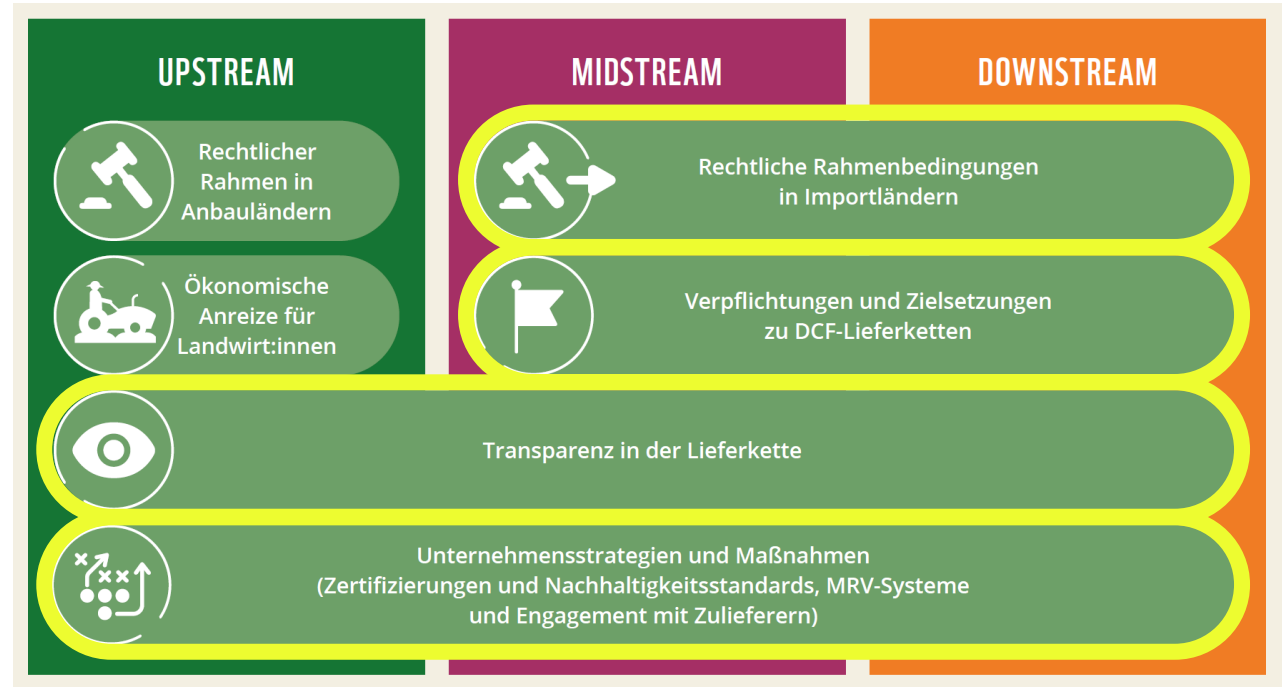 UPSTREAM
MIDSTREAM
DOWNSTREAM
Rechtlicher
Rahmen in
Anbauländern
Rechtliche Rahmenbedingungen
in Importländern
Ökonomische
Anreize für
Landwirt:innen
Verpflichtungen und Zielsetzungen
zu DCF-Lieferketten
Transparenz in der Lieferkette
Unternehmensstrategien und Maßnahmen
(Zertifizierungen und Nachhaltigkeitsstandards, MRV-Systeme
und Engagement mit Zulieferern)